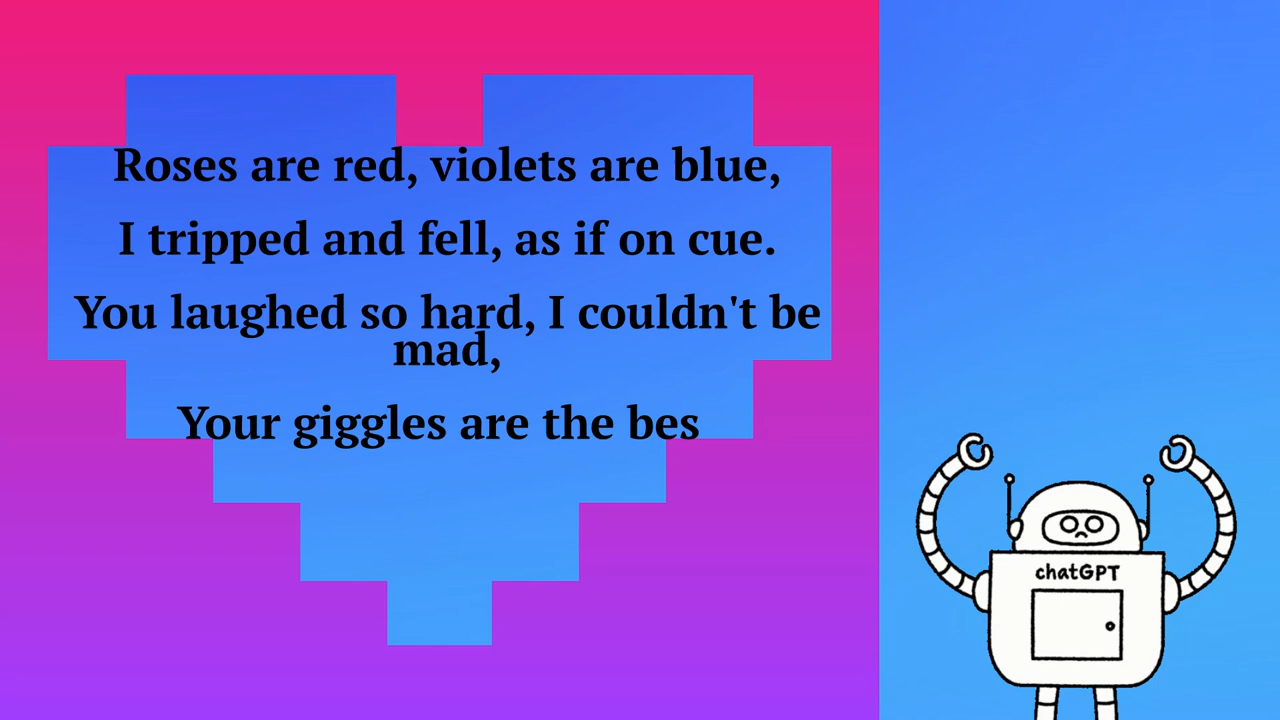 Roses are red, violets are blue,
I tripped and fell, as if on cue.
You laughed so hard, I couldn't be
mad,
Your giggles are the bes
chatGPT